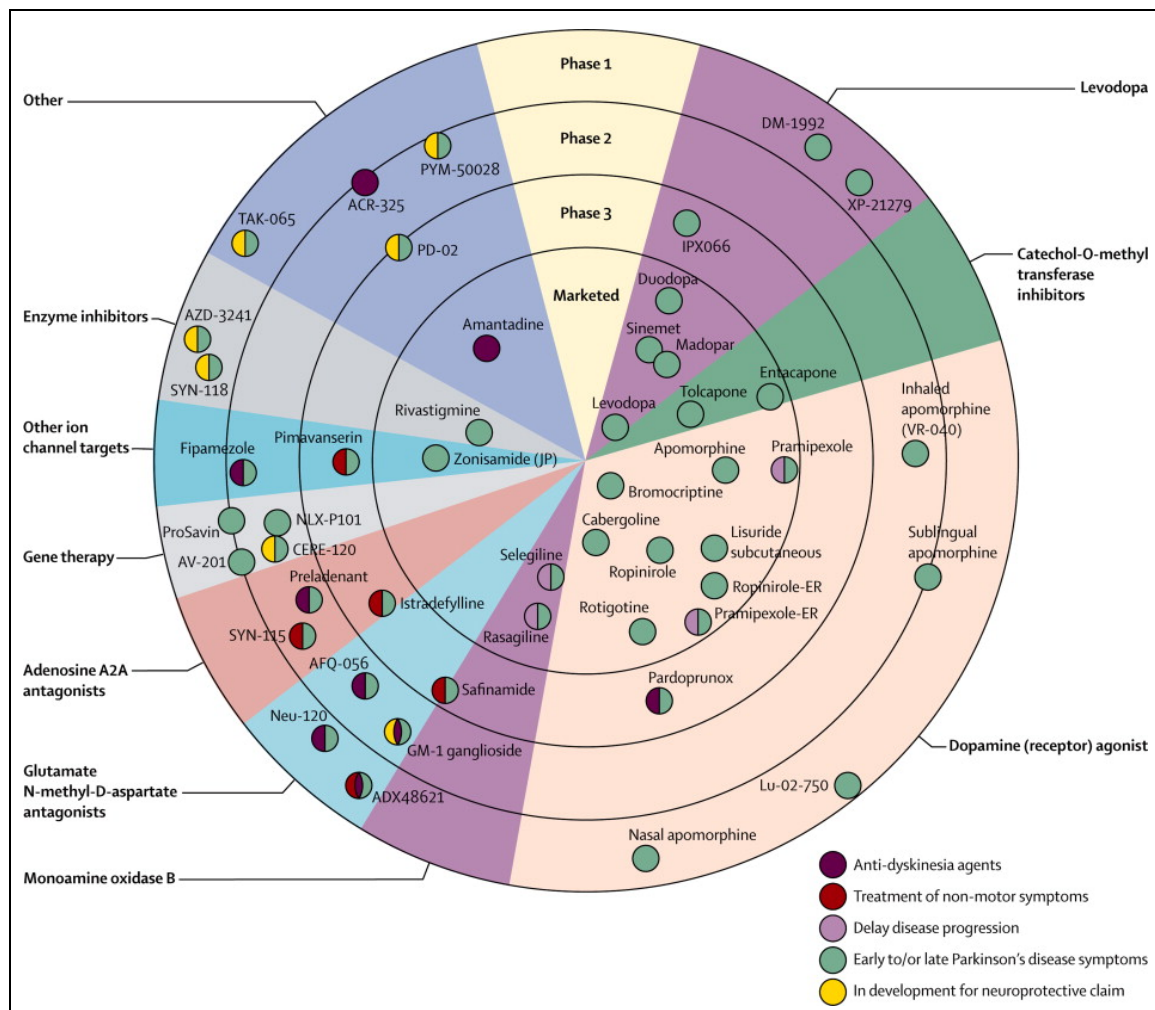 Phase 1
Phase 2
Phase 3
Marketed
Levodopa
DM-1992
XP-21279
IPX066
Duodopa
Sinemet
Madopar
Levodopa
Catechol-O-methyl
transferase
inhibitors
Entacapone
Tolcapone
Inhaled
apomorphine
(VR-040)
Apomorphine
Pramipexole
Bromocriptine
Cabergoline
Lisuride
subcutaneous
Sublingual
apomorphine
Ropinirole
Ropinirole-ER
Rotigotine
Pramipexole-ER
Pardoprunox
Dopamine (receptor) agonist
Lu-02-750
Nasal apomorphine
Other
PYM-50028
ACR-325
TAK-065
PD-02
Amantadine
Enzyme inhibitors
AZD-3241
SYN-118
Rivastigmine
Other ion
channel targets
Fipamezole
Pimavanserin
Zonisamide (JP)
Gene therapy
ProSavin
NLX-P101
AV-201
CERE-120
Adenosine A2A
antagonists
Preladenant
Istradefylline
SYN-115
Glutamate
N-methyl-D-aspartate
antagonists
AFQ-056
Safinamide
Neu-120
GM-1 ganglioside
ADX48621
Monoamine oxidase B
Selegiline
Rasagiline
Anti-dyskinesia agents
Treatment of non-motor symptoms
Delay disease progression
Early to/or late Parkinson's disease symptoms
In development for neuroprotective claim